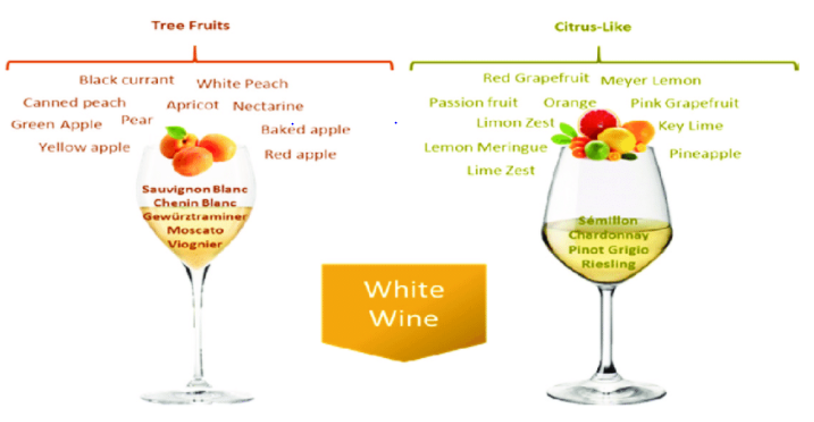 Tree Fruits
Black currant
White Peach
Canned peach
Apricot
Nectarine
Green Apple
Pear
Baked apple
Yellow apple
Red apple
Sauvignon Blanc
Chenin Blanc
Gewürztraminer
Moscato
Viognier
Citrus-Like
Red Grapefruit
Meyer Lemon
Passion fruit
Orange
Pink Grapefruit
Limon Zest
Key Lime
Lemon Meringue
Pineapple
Lime Zest
Sémillon
Chardonnay
Pinot Grigio
Riesling
White
Wine